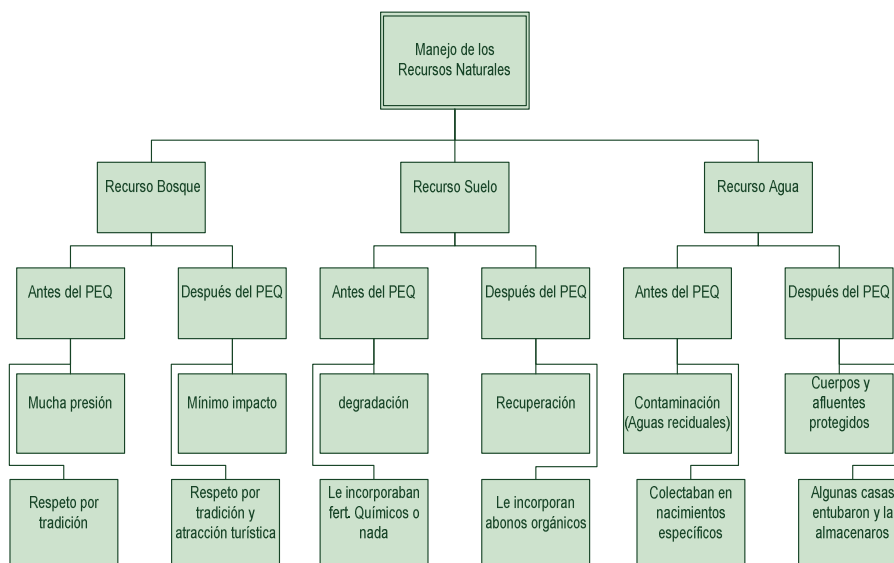 Manejo de los
Recursos Naturales
Recurso Bosque
Recurso Suelo
Recurso Agua
Antes del PEQ
Después del PEQ
Antes del PEQ
Después del PEQ
Antes del PEQ
Después del PEQ
Mucha presión
Mínimo impacto
degradación
Recuperación
Contaminación
(Aguas reciduales)
Cuerpos y
afluentes
protegidos
Respeto por
tradición
Respeto por
tradición y
atracción turística
Le incorporaban
fert. Químicos o
nada
Le incorporan
abonos orgánicos
Colectaban en
nacimientos
específicos
Algunas casas
entubaron y la
almacenaros